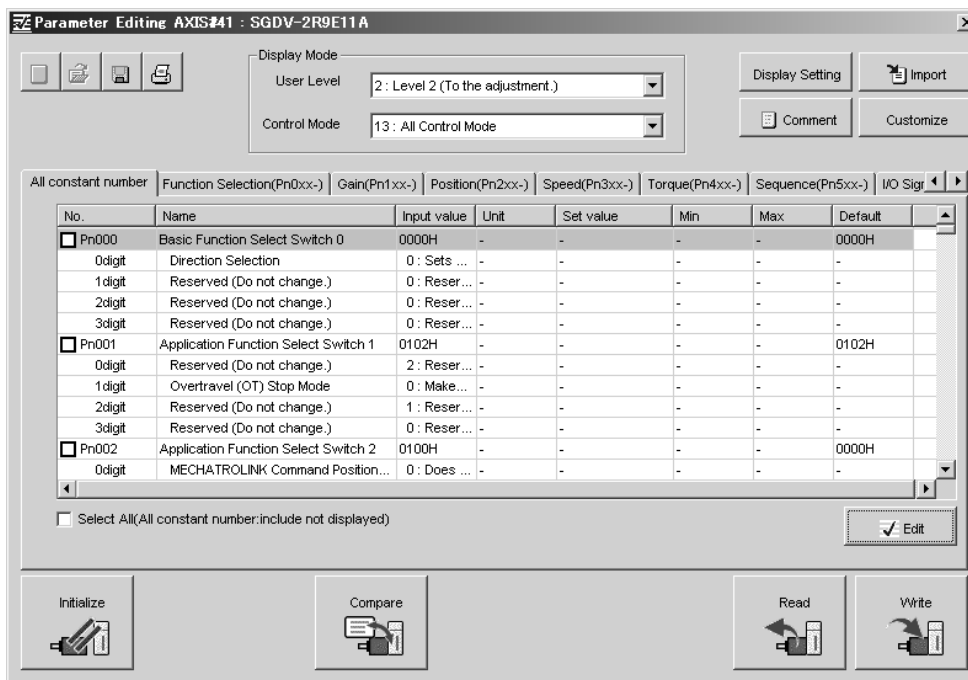 Parameter Editing AXIS#41 : SGDV-2R9E11A
Display Mode
User Level 2 : Level 2 (To the adjustment.)
Control Mode 13 : All Control Mode
Display Setting Import
Comment Customize
All constant number Function Selection(Pn0xx-) Gain(Pn1xx-) Position(Pn2xx-) Speed(Pn3xx-) Torque(Pn4xx-) Sequence(Pn5xx-) I/O Sigr
No. Name Input value Unit Set value Min Max Default
Pn000 Basic Function Select Switch 0 0000H - - - - 0000H
0digit Direction Selection 0 : Sets ... - - - - -
1digit Reserved (Do not change.) 0 : Reser... - - - - -
2digit Reserved (Do not change.) 0 : Reser... - - - - -
3digit Reserved (Do not change.) 0 : Reser... - - - - -
Pn001 Application Function Select Switch 1 0102H - - - - 0102H
0digit Reserved (Do not change.) 2 : Reser... - - - - -
1digit Overtravel (OT) Stop Mode 0 : Make... - - - - -
2digit Reserved (Do not change.) 1 : Reser... - - - - -
3digit Reserved (Do not change.) 0 : Reser... - - - - -
Pn002 Application Function Select Switch 2 0100H - - - - 0000H
0digit MECHATROLINK Command Position... 0 : Does ... - - - - -
Select All(All constant number:include not displayed)
Edit
Initialize Compare Read Write